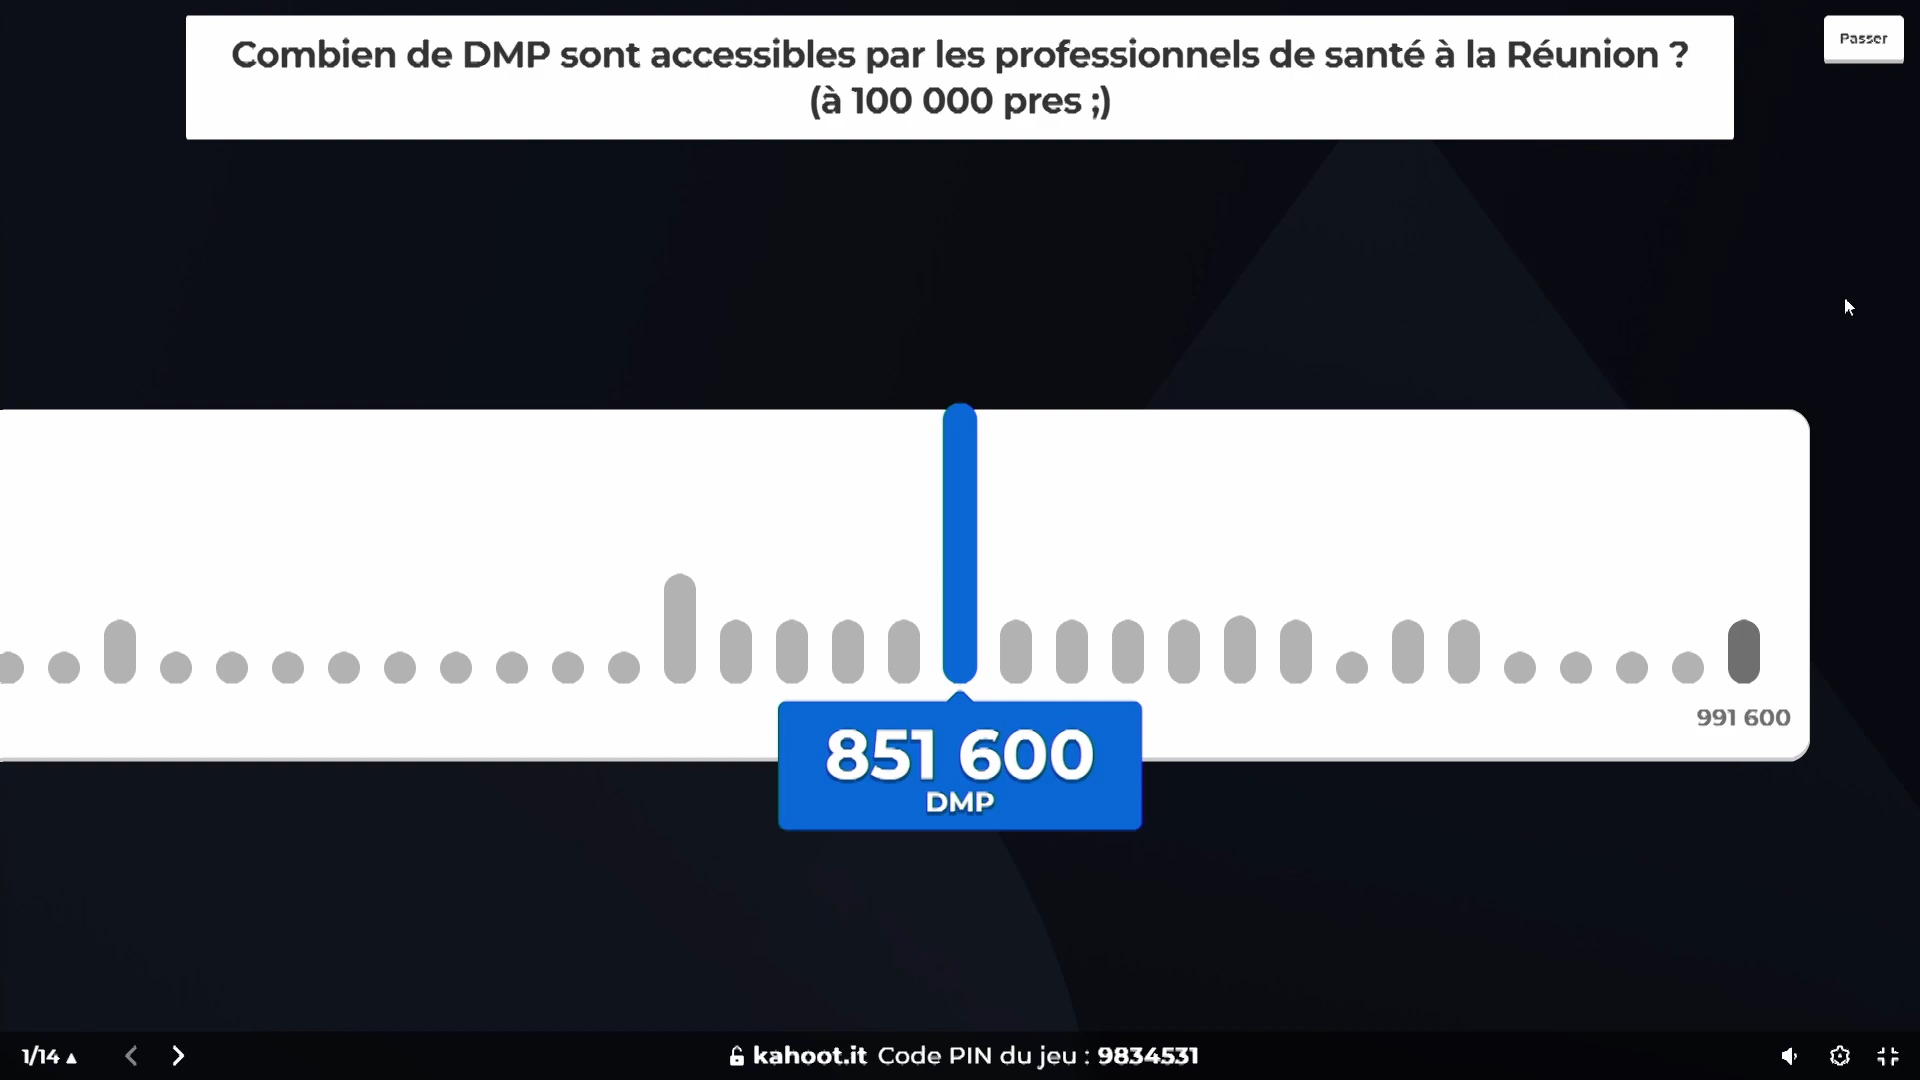 Combien de DMP sont accessibles par les professionnels de santé à la Réunion ?
(à 100 000 pres ;)
Passer
991 600
851 600
DMP
1/14 ▲
kahoot.it Code PIN du jeu : 9834531